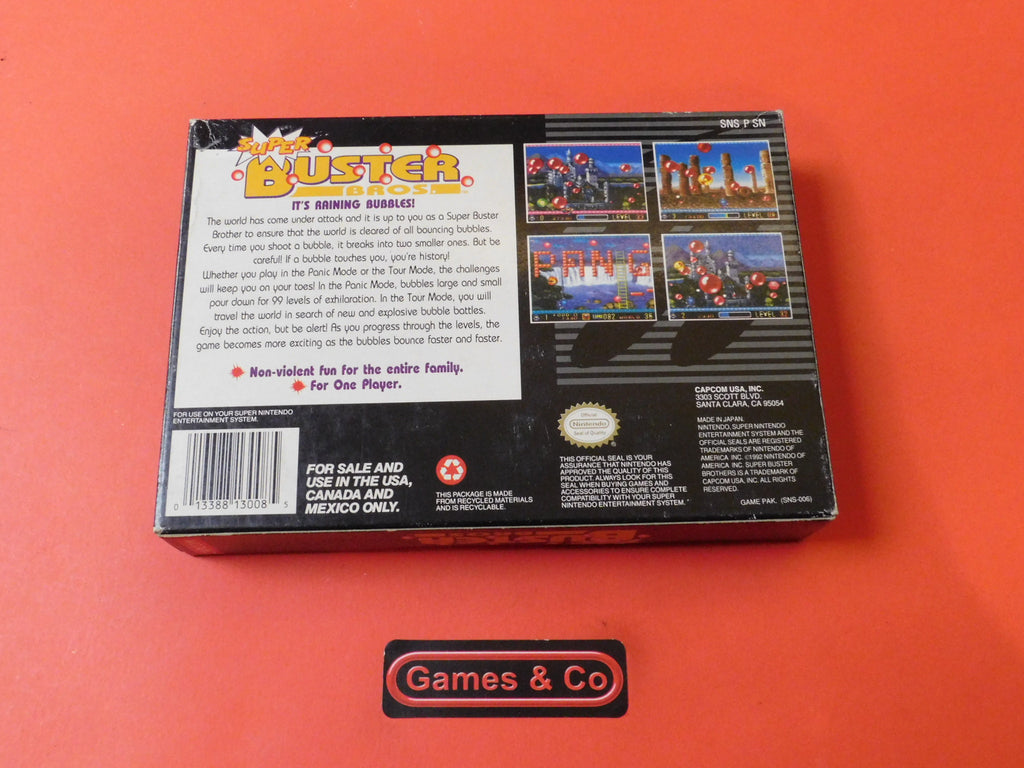 SNS P SN
SUPER
BUSTER
BROS.
IT'S RAINING BUBBLES!
The world has come under attack and it is up to you as a Super Buster
Brother to ensure that the world is cleared of all bouncing bubbles.
Every time you shoot a bubble, it breaks into two smaller ones. But be
careful! If a bubble touches you, you're history!
Whether you play in the Panic Mode or the Tour Mode, the challenges
will keep you on your toes! In the Panic Mode, bubbles large and small
pour down for 99 levels of exhilaration. In the Tour Mode, you will
travel the world in search of new and explosive bubble battles.
Enjoy the action, but be alert! As you progress through the levels, the
game becomes more exciting as the bubbles bounce faster and faster.
Non-violent fun for the entire family.
For One Player.
LEVEL
LEVEL
PANG
LEVEL
FOR USE ON YOUR SUPER NINTENDO
ENTERTAINMENT SYSTEM.
0 13388 13008 5
FOR SALE AND
USE IN THE USA,
CANADA AND
MEXICO ONLY.
THIS PACKAGE IS MADE
FROM RECYCLED MATERIALS
AND IS RECYCLABLE.
Official
Nintendo
Seal of Quality
THIS OFFICIAL SEAL IS YOUR
ASSURANCE THAT NINTENDO HAS
APPROVED THE QUALITY OF THIS
PRODUCT. ALWAYS LOOK FOR THIS
SEAL WHEN BUYING GAMES AND
ACCESSORIES TO ENSURE COMPLETE
COMPATIBILITY WITH YOUR SUPER
NINTENDO ENTERTAINMENT SYSTEM.
CAPCOM USA, INC.
3303 SCOTT BLVD.
SANTA CLARA, CA 95054
MADE IN JAPAN.
NINTENDO, SUPER NINTENDO
ENTERTAINMENT SYSTEM AND THE
OFFICIAL SEALS ARE REGISTERED
TRADEMARKS OF NINTENDO OF
AMERICA INC. ©1992 NINTENDO OF
AMERICA INC. SUPER BUSTER
BROTHERS IS A TRADEMARK OF
CAPCOM USA, INC. ALL RIGHTS
RESERVED.
GAME PAK. (SNS-006)
BUSTER
Games & Co